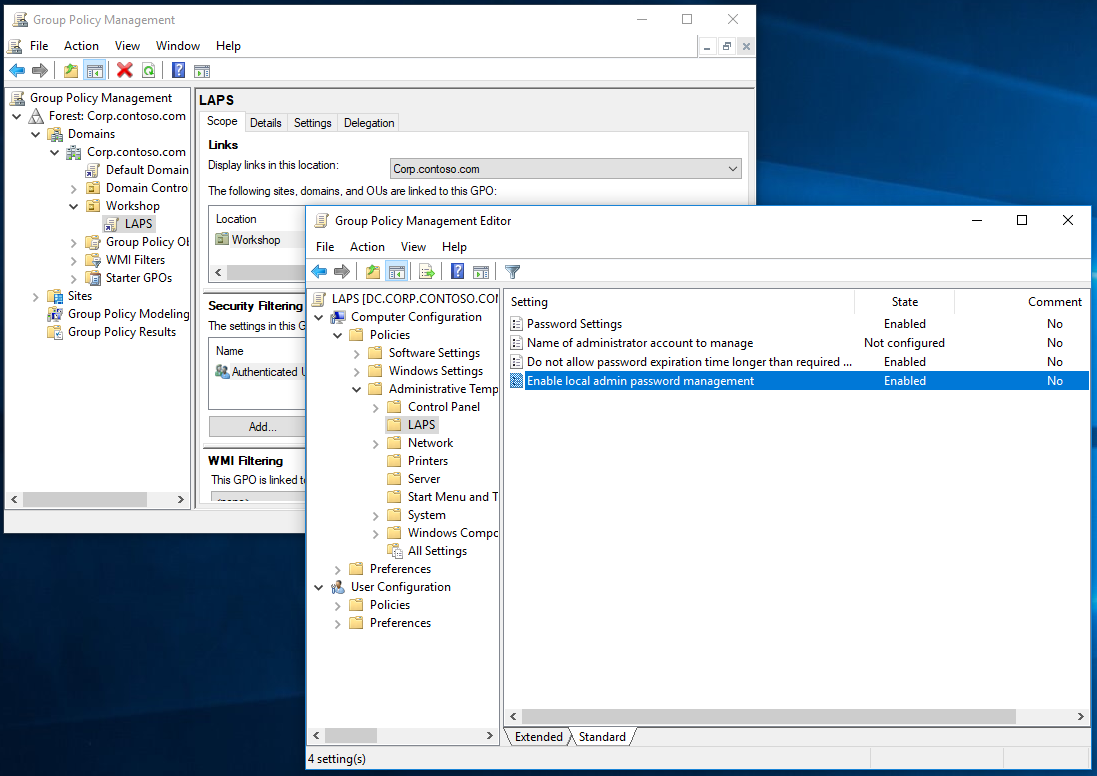 Group Policy Management
File Action View Window Help
Group Policy Management
Forest: Corp.contoso.com
Domains
Corp.contoso.com
Default Domain
Domain Contro
Workshop
LAPS
Group Policy Ob
WMI Filters
Starter GPOs
Sites
Group Policy Modeling
Group Policy Results
LAPS
Scope Details Settings Delegation
Links
Display links in this location: Corp.contoso.com
The following sites, domains, and OUs are linked to this GPO:
Location
Workshop
Security Filtering
The settings in this G
Name
Authenticated U
Add...
WMI Filtering
This GPO is linked to
<none>
Group Policy Management Editor
File Action View Help
LAPS [DC.CORP.CONTOSO.CON
Computer Configuration
Policies
Software Settings
Windows Settings
Administrative Temp
Control Panel
LAPS
Network
Printers
Server
Start Menu and T
System
Windows Compo
All Settings
Preferences
User Configuration
Policies
Preferences
Setting State Comment
Password Settings Enabled No
Name of administrator account to manage Not configured No
Do not allow password expiration time longer than required ... Enabled No
Enable local admin password management Enabled No
Extended Standard
4 setting(s)